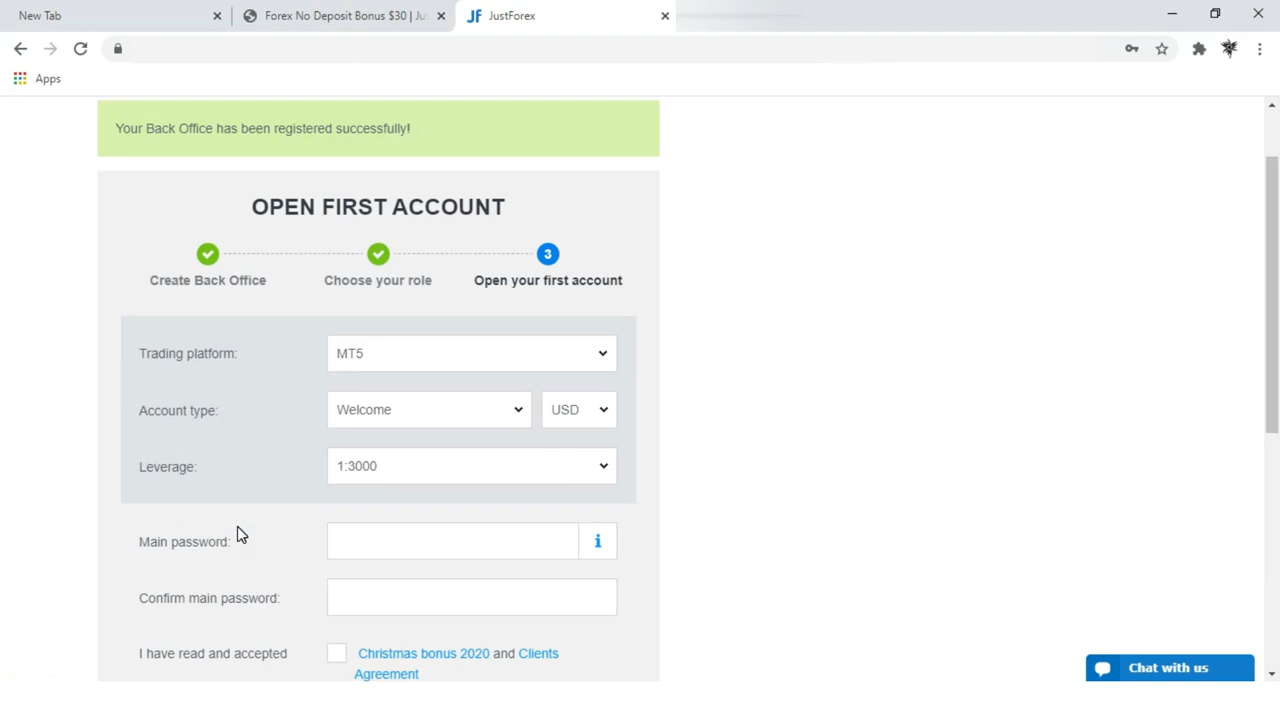 New Tab
Forex No Deposit Bonus $30 | Jus
JustForex
Apps
Your Back Office has been registered successfully!
OPEN FIRST ACCOUNT
3
Create Back Office
Choose your role
Open your first account
Trading platform:
MT5
Account type:
Welcome
USD
Leverage:
1:3000
Main password:
Confirm main password:
I have read and accepted
Christmas bonus 2020 and Clients
Agreement
Chat with us